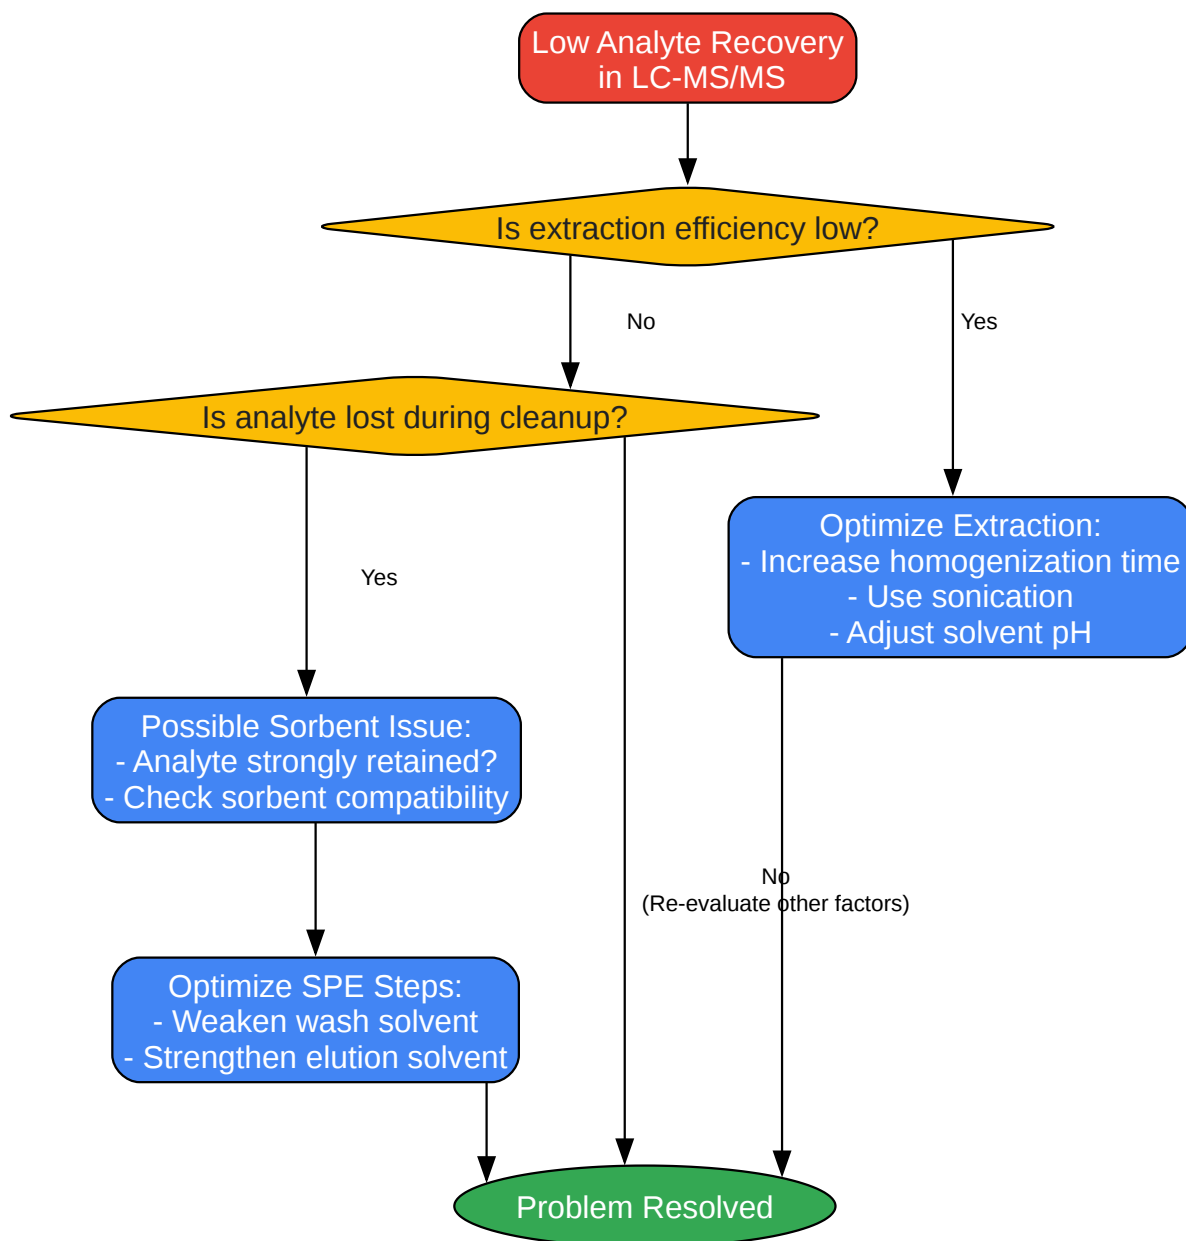 Low Analyte Recovery
in LC-MS/MS
Is extraction efficiency low?
No
Yes
Is analyte lost during cleanup?
Optimize Extraction:
- Increase homogenization time
- Use sonication
- Adjust solvent pH
Yes
Possible Sorbent Issue:
- Analyte strongly retained?
- Check sorbent compatibility
No
(Re-evaluate other factors)
Optimize SPE Steps:
- Weaken wash solvent
- Strengthen elution solvent
Problem Resolved